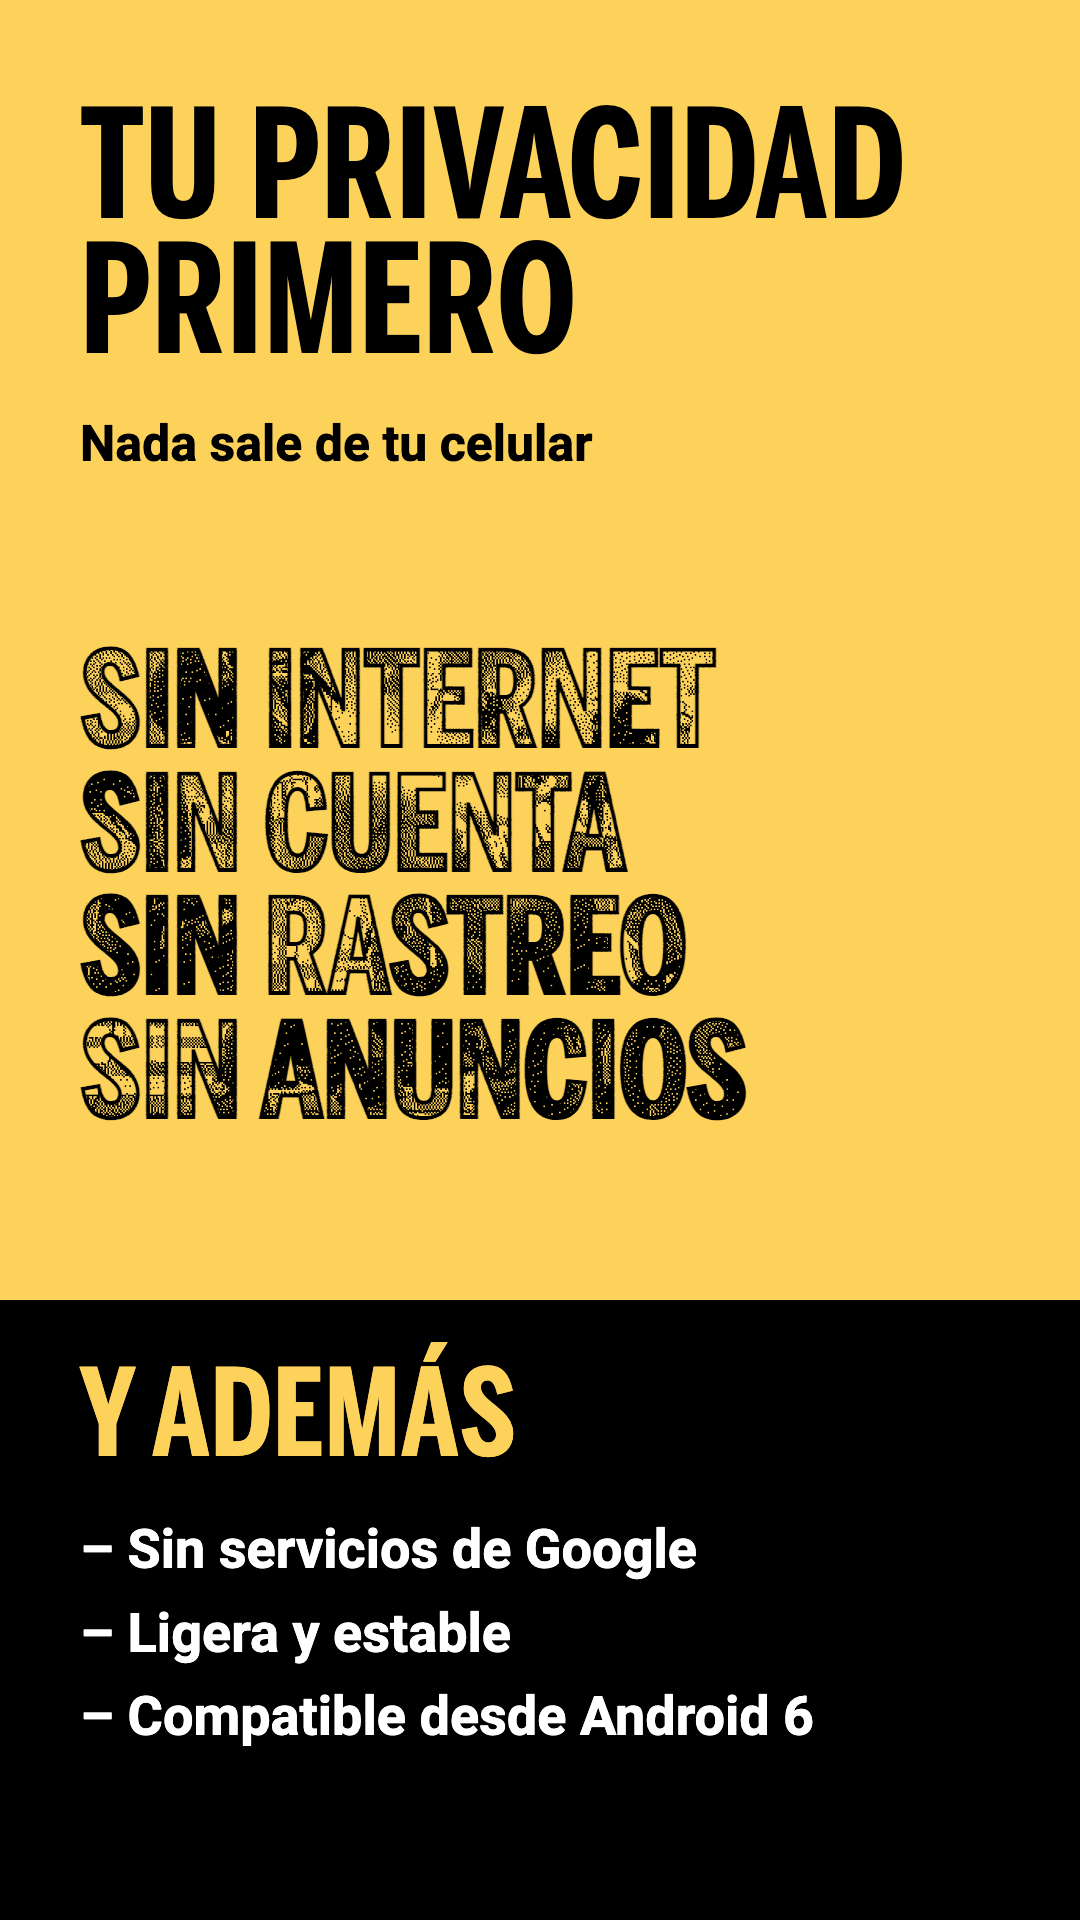 TU PRIVACIDAD
PRIMERO
Nada sale de tu celular
SIN INTERNET
SIN CUENTA
SIN RASTREO
SIN ANUNCIOS
Y ADEMÁS
– Sin servicios de Google
– Ligera y estable
– Compatible desde Android 6